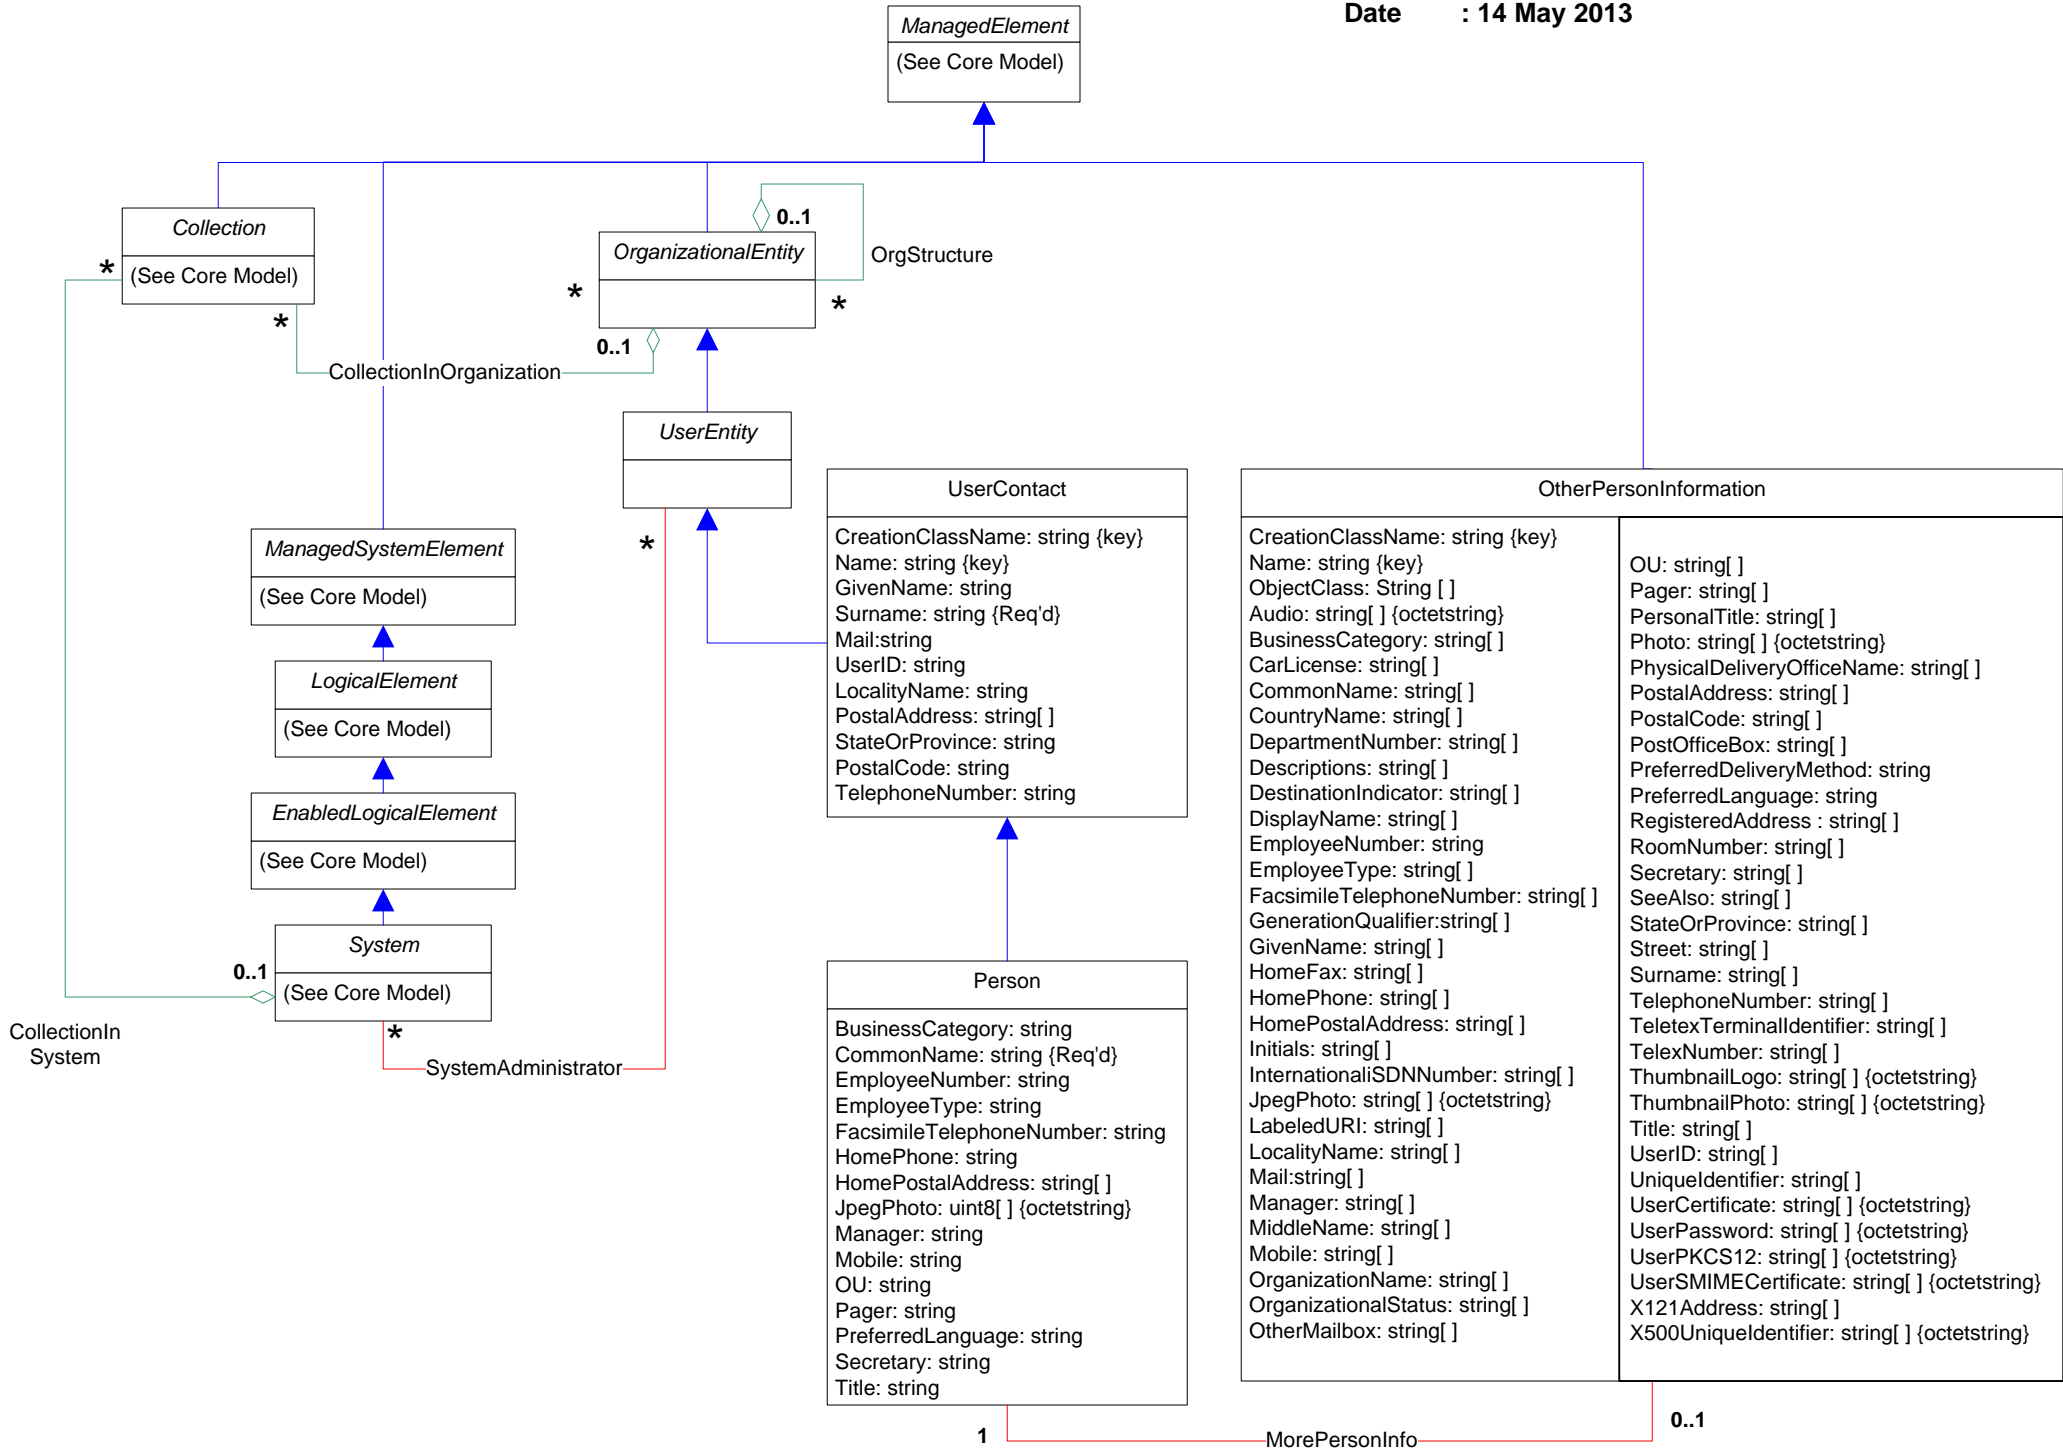 Date : 14 May 2013
ManagedElement
(See Core Model)
Collection
(See Core Model)
*
*
0..1
OrganizationalEntity
OrgStructure
*
*
0..1
CollectionInOrganization
UserEntity
*
ManagedSystemElement
(See Core Model)
LogicalElement
(See Core Model)
EnabledLogicalElement
(See Core Model)
System
(See Core Model)
0..1
*
CollectionIn
System
SystemAdministrator
UserContact
CreationClassName: string {key}
Name: string {key}
GivenName: string
Surname: string {Req'd}
Mail:string
UserID: string
LocalityName: string
PostalAddress: string[ ]
StateOrProvince: string
PostalCode: string
TelephoneNumber: string
Person
BusinessCategory: string
CommonName: string {Req'd}
EmployeeNumber: string
EmployeeType: string
FacsimileTelephoneNumber: string
HomePhone: string
HomePostalAddress: string[ ]
JpegPhoto: uint8[ ] {octetstring}
Manager: string
Mobile: string
OU: string
Pager: string
PreferredLanguage: string
Secretary: string
Title: string
OtherPersonInformation
CreationClassName: string {key}
Name: string {key}
ObjectClass: String [ ]
Audio: string[ ] {octetstring}
BusinessCategory: string[ ]
CarLicense: string[ ]
CommonName: string[ ]
CountryName: string[ ]
DepartmentNumber: string[ ]
Descriptions: string[ ]
DestinationIndicator: string[ ]
DisplayName: string[ ]
EmployeeNumber: string
EmployeeType: string[ ]
FacsimileTelephoneNumber: string[ ]
GenerationQualifier:string[ ]
GivenName: string[ ]
HomeFax: string[ ]
HomePhone: string[ ]
HomePostalAddress: string[ ]
Initials: string[ ]
InternationaliSDNNumber: string[ ]
JpegPhoto: string[ ] {octetstring}
LabeledURI: string[ ]
LocalityName: string[ ]
Mail:string[ ]
Manager: string[ ]
MiddleName: string[ ]
Mobile: string[ ]
OrganizationName: string[ ]
OrganizationalStatus: string[ ]
OtherMailbox: string[ ]
OU: string[ ]
Pager: string[ ]
PersonalTitle: string[ ]
Photo: string[ ] {octetstring}
PhysicalDeliveryOfficeName: string[ ]
PostalAddress: string[ ]
PostalCode: string[ ]
PostOfficeBox: string[ ]
PreferredDeliveryMethod: string
PreferredLanguage: string
RegisteredAddress : string[ ]
RoomNumber: string[ ]
Secretary: string[ ]
SeeAlso: string[ ]
StateOrProvince: string[ ]
Street: string[ ]
Surname: string[ ]
TelephoneNumber: string[ ]
TeletexTerminalIdentifier: string[ ]
TelexNumber: string[ ]
ThumbnailLogo: string[ ] {octetstring}
ThumbnailPhoto: string[ ] {octetstring}
Title: string[ ]
UserID: string[ ]
UniqueIdentifier: string[ ]
UserCertificate: string[ ] {octetstring}
UserPassword: string[ ] {octetstring}
UserPKCS12: string[ ] {octetstring}
UserSMIMECertificate: string[ ] {octetstring}
X121Address: string[ ]
X500UniqueIdentifier: string[ ] {octetstring}
1
MorePersonInfo
0..1